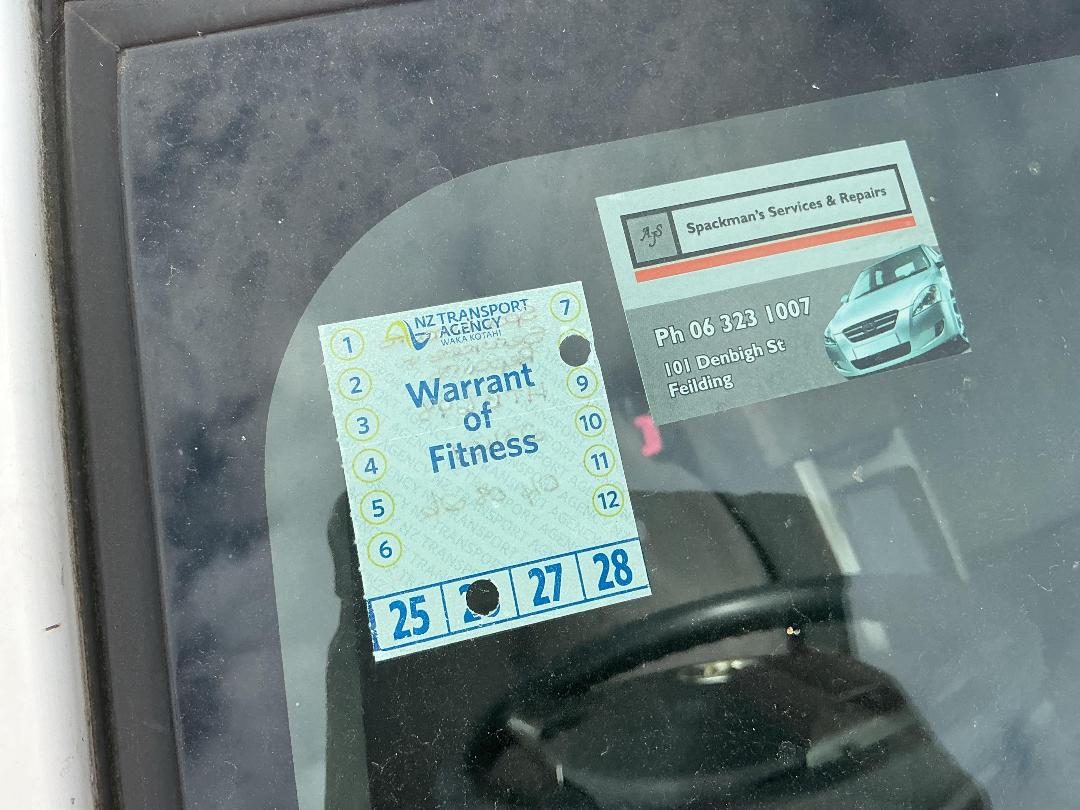 1
2
3
4
5
6
NZ TRANSPORT
AGENCY
WAKA KOTAHI
Warrant
of
Fitness
7
9
10
11
12
25 27 28
AJS Spackman's Services & Repairs
Ph 06 323 1007
101 Denbigh St
Feilding